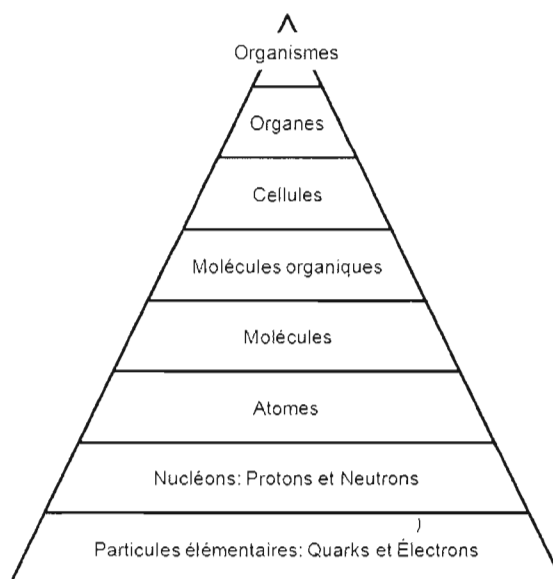 Organismes
Organes
Cellules
Molécules organiques
Molécules
Atomes
Nucléons: Protons et Neutrons
Particules élémentaires: Quarks et Électrons